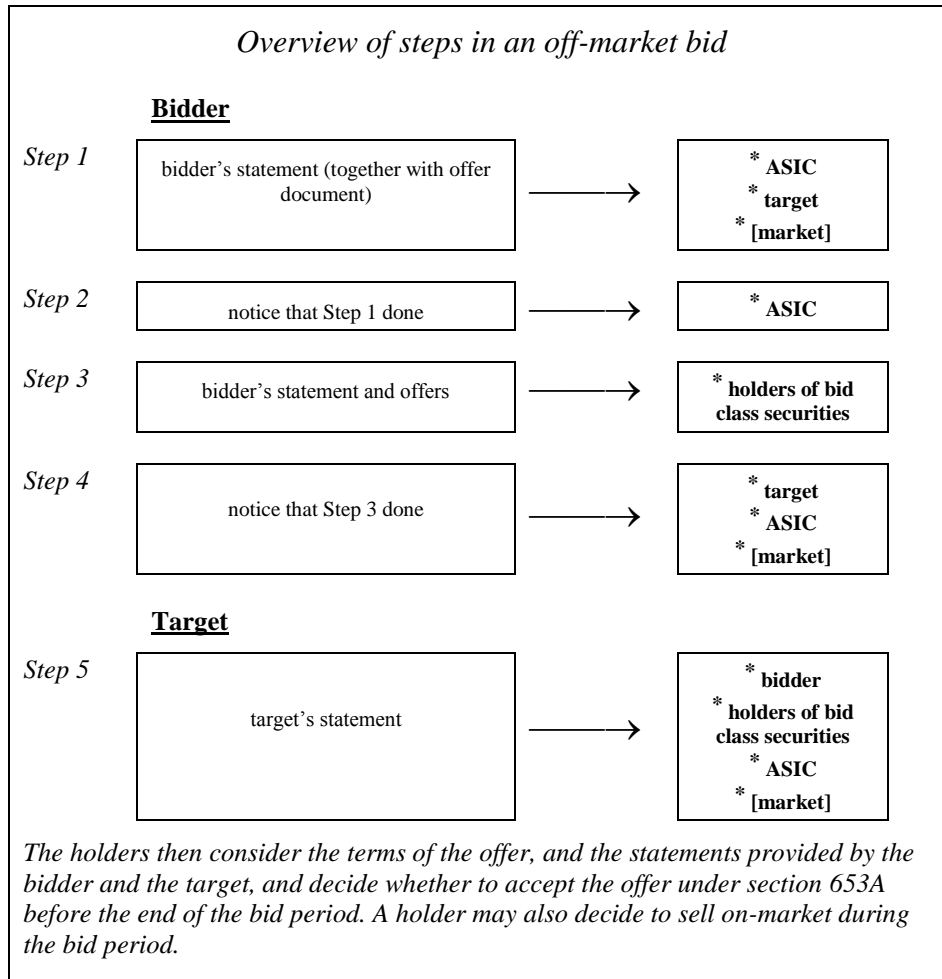 Overview of steps in an off-market bid
Bidder
Step 1
bidder’s statement (together with offer
document)
* ASIC
* target
* [market]
Step 2
notice that Step 1 done
* ASIC
Step 3
bidder’s statement and offers
* holders of bid
class securities
Step 4
notice that Step 3 done
* target
* ASIC
* [market]
Target
Step 5
target’s statement
* bidder
* holders of bid
class securities
* ASIC
* [market]
The holders then consider the terms of the offer, and the statements provided by the
bidder and the target, and decide whether to accept the offer under section 653A
before the end of the bid period. A holder may also decide to sell on-market during
the bid period.